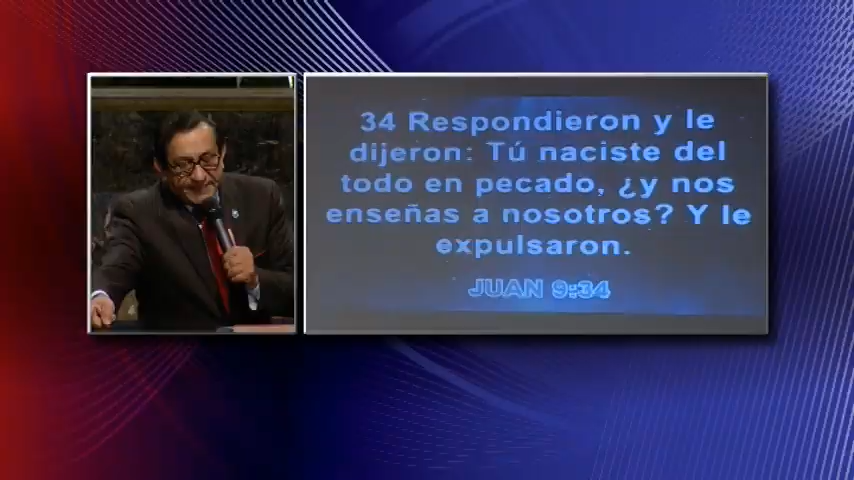 34 Respondieron y le
dijeron: Tú naciste del
todo en pecado, ¿y nos
enseñas a nosotros? Y le
expulsaron.
JUAN 9:34